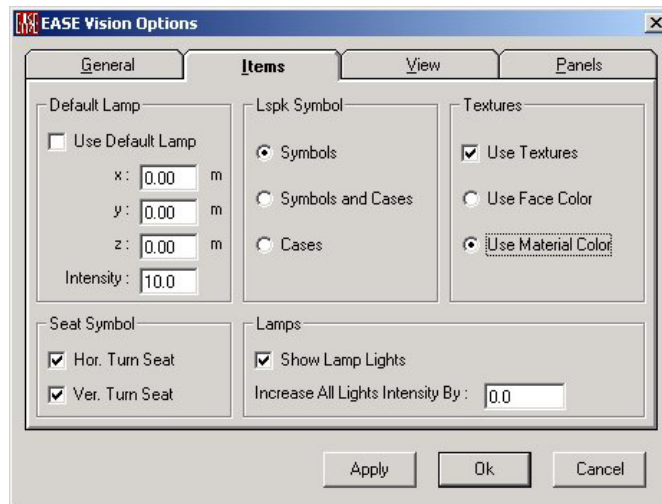 EASE Vision Options
General
Items
View
Panels
Default Lamp
Use Default Lamp
x : 0.00 m
y : 0.00 m
z : 0.00 m
Intensity : 10.0
Lspk Symbol
Symbols
Symbols and Cases
Cases
Textures
Use Textures
Use Face Color
Use Material Color
Seat Symbol
Hor. Turn Seat
Ver. Turn Seat
Lamps
Show Lamp Lights
Increase All Lights Intensity By : 0.0
Apply
Ok
Cancel